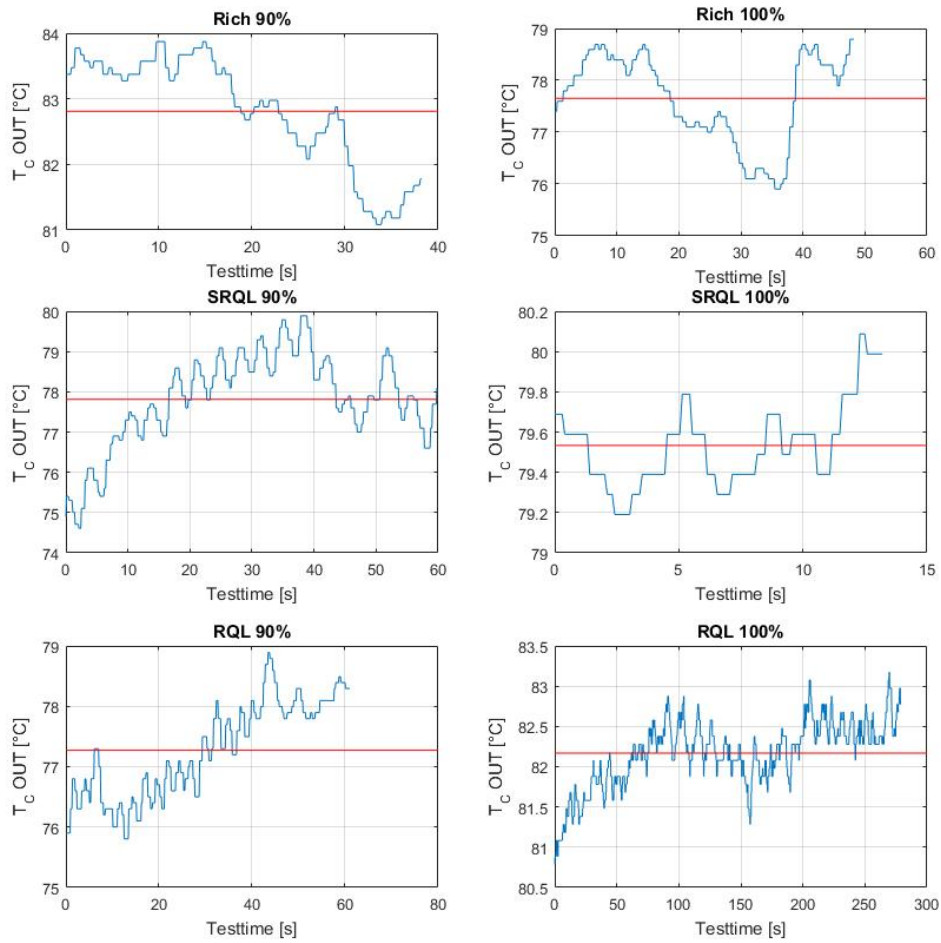 Rich 90%
T_C OUT [°C]
84
83
82
81
0 10 20 30 40
Testtime [s]
Rich 100%
T_C OUT [°C]
79
78
77
76
75
0 10 20 30 40 50 60
Testtime [s]
SRQL 90%
T_C OUT [°C]
80
79
78
77
76
75
74
0 10 20 30 40 50 60
Testtime [s]
SRQL 100%
T_C OUT [°C]
80.2
80
79.8
79.6
79.4
79.2
79
0 5 10 15
Testtime [s]
RQL 90%
T_C OUT [°C]
79
78
77
76
75
0 20 40 60 80
Testtime [s]
RQL 100%
T_C OUT [°C]
83.5
83
82.5
82
81.5
81
80.5
0 50 100 150 200 250 300
Testtime [s]